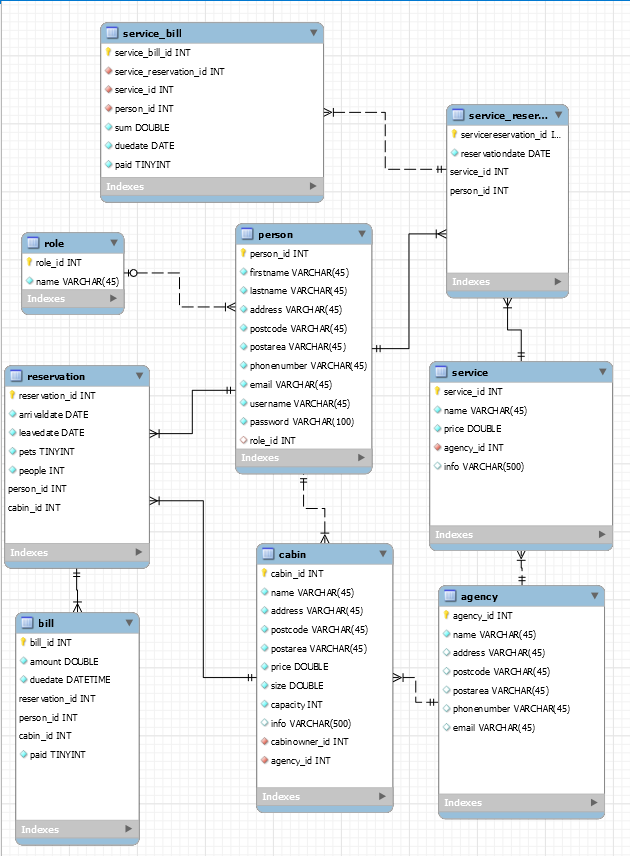 service_bill
service_bill_id INT
service_reservation_id INT
service_id INT
person_id INT
sum DOUBLE
duedate DATE
paid TINYINT
Indexes
service_reser...
servicereservation_id I...
reservationdate DATE
service_id INT
person_id INT
Indexes
role
role_id INT
name VARCHAR(45)
Indexes
person
person_id INT
firstname VARCHAR(45)
lastname VARCHAR(45)
address VARCHAR(45)
postcode VARCHAR(45)
postarea VARCHAR(45)
phonenumber VARCHAR(45)
email VARCHAR(45)
username VARCHAR(45)
password VARCHAR(100)
role_id INT
Indexes
reservation
reservation_id INT
arrivaldate DATE
leavedate DATE
pets TINYINT
people INT
person_id INT
cabin_id INT
Indexes
service
service_id INT
name VARCHAR(45)
price DOUBLE
agency_id INT
info VARCHAR(500)
Indexes
bill
bill_id INT
amount DOUBLE
duedate DATETIME
reservation_id INT
person_id INT
cabin_id INT
paid TINYINT
Indexes
cabin
cabin_id INT
name VARCHAR(45)
address VARCHAR(45)
postcode VARCHAR(45)
postarea VARCHAR(45)
price DOUBLE
size DOUBLE
capacity INT
info VARCHAR(500)
cabinowner_id INT
agency_id INT
Indexes
agency
agency_id INT
name VARCHAR(45)
address VARCHAR(45)
postcode VARCHAR(45)
postarea VARCHAR(45)
phonenumber VARCHAR(45)
email VARCHAR(45)
Indexes